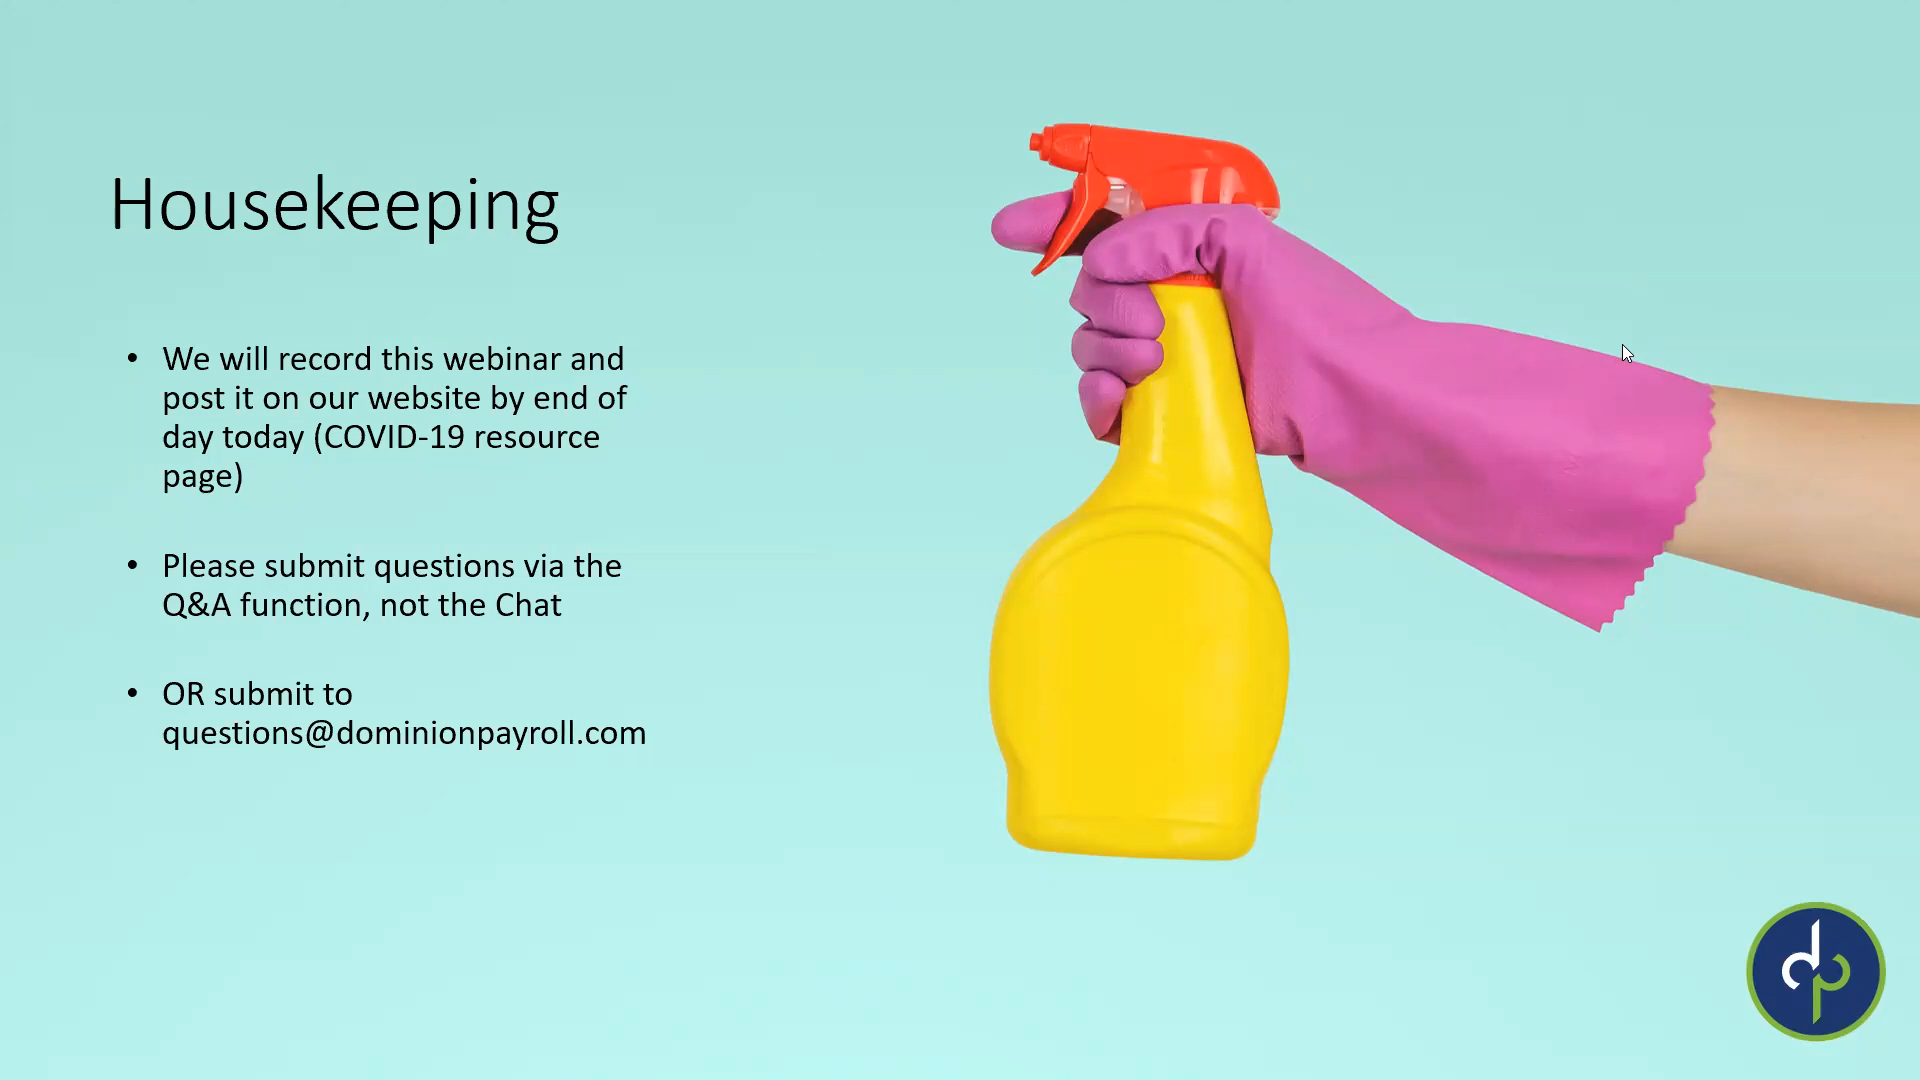 Housekeeping
• We will record this webinar and
post it on our website by end of
day today (COVID-19 resource
page)
• Please submit questions via the
Q&A function, not the Chat
• OR submit to
questions@dominionpayroll.com
dp